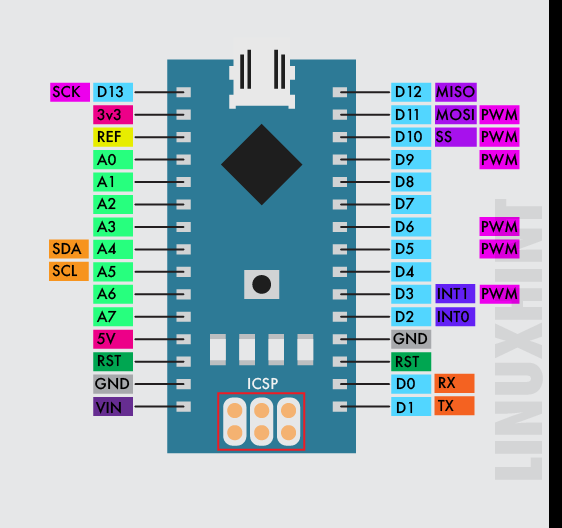 SCK D13
3v3
REF
A0
A1
A2
A3
SDA A4
SCL A5
A6
A7
5V
RST
GND
VIN
ICSP
D12 MISO
D11 MOSI PWM
D10 SS PWM
D9 PWM
D8
D7
D6 PWM
D5 PWM
D4
D3 INT1 PWM
D2 INT0
GND
RST
D0 RX
D1 TX
LINUXHINT